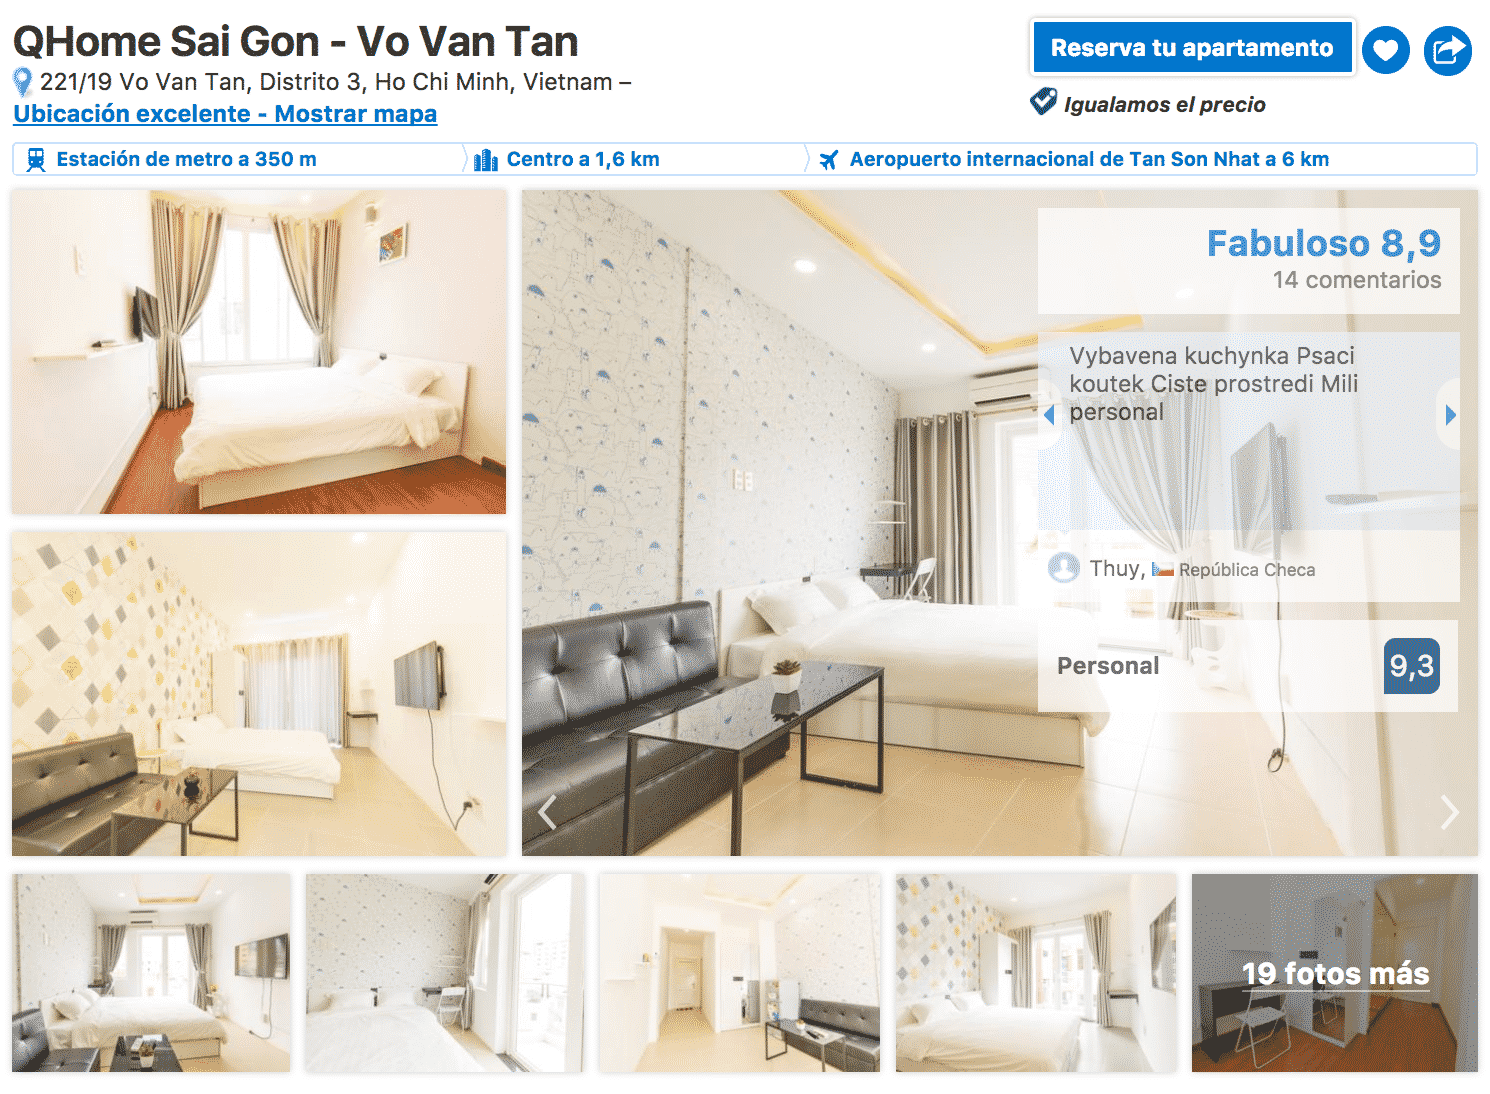 QHome Sai Gon - Vo Van Tan
221/19 Vo Van Tan, Distrito 3, Ho Chi Minh, Vietnam –
Ubicación excelente - Mostrar mapa
Reserva tu apartamento
Igualamos el precio
Estación de metro a 350 m
Centro a 1,6 km
Aeropuerto internacional de Tan Son Nhat a 6 km
Fabuloso 8,9
14 comentarios
Vybavena kuchynka Psaci
koutek Ciste prostredi Mili
personal
Thuy, República Checa
Personal 9,3
19 fotos más